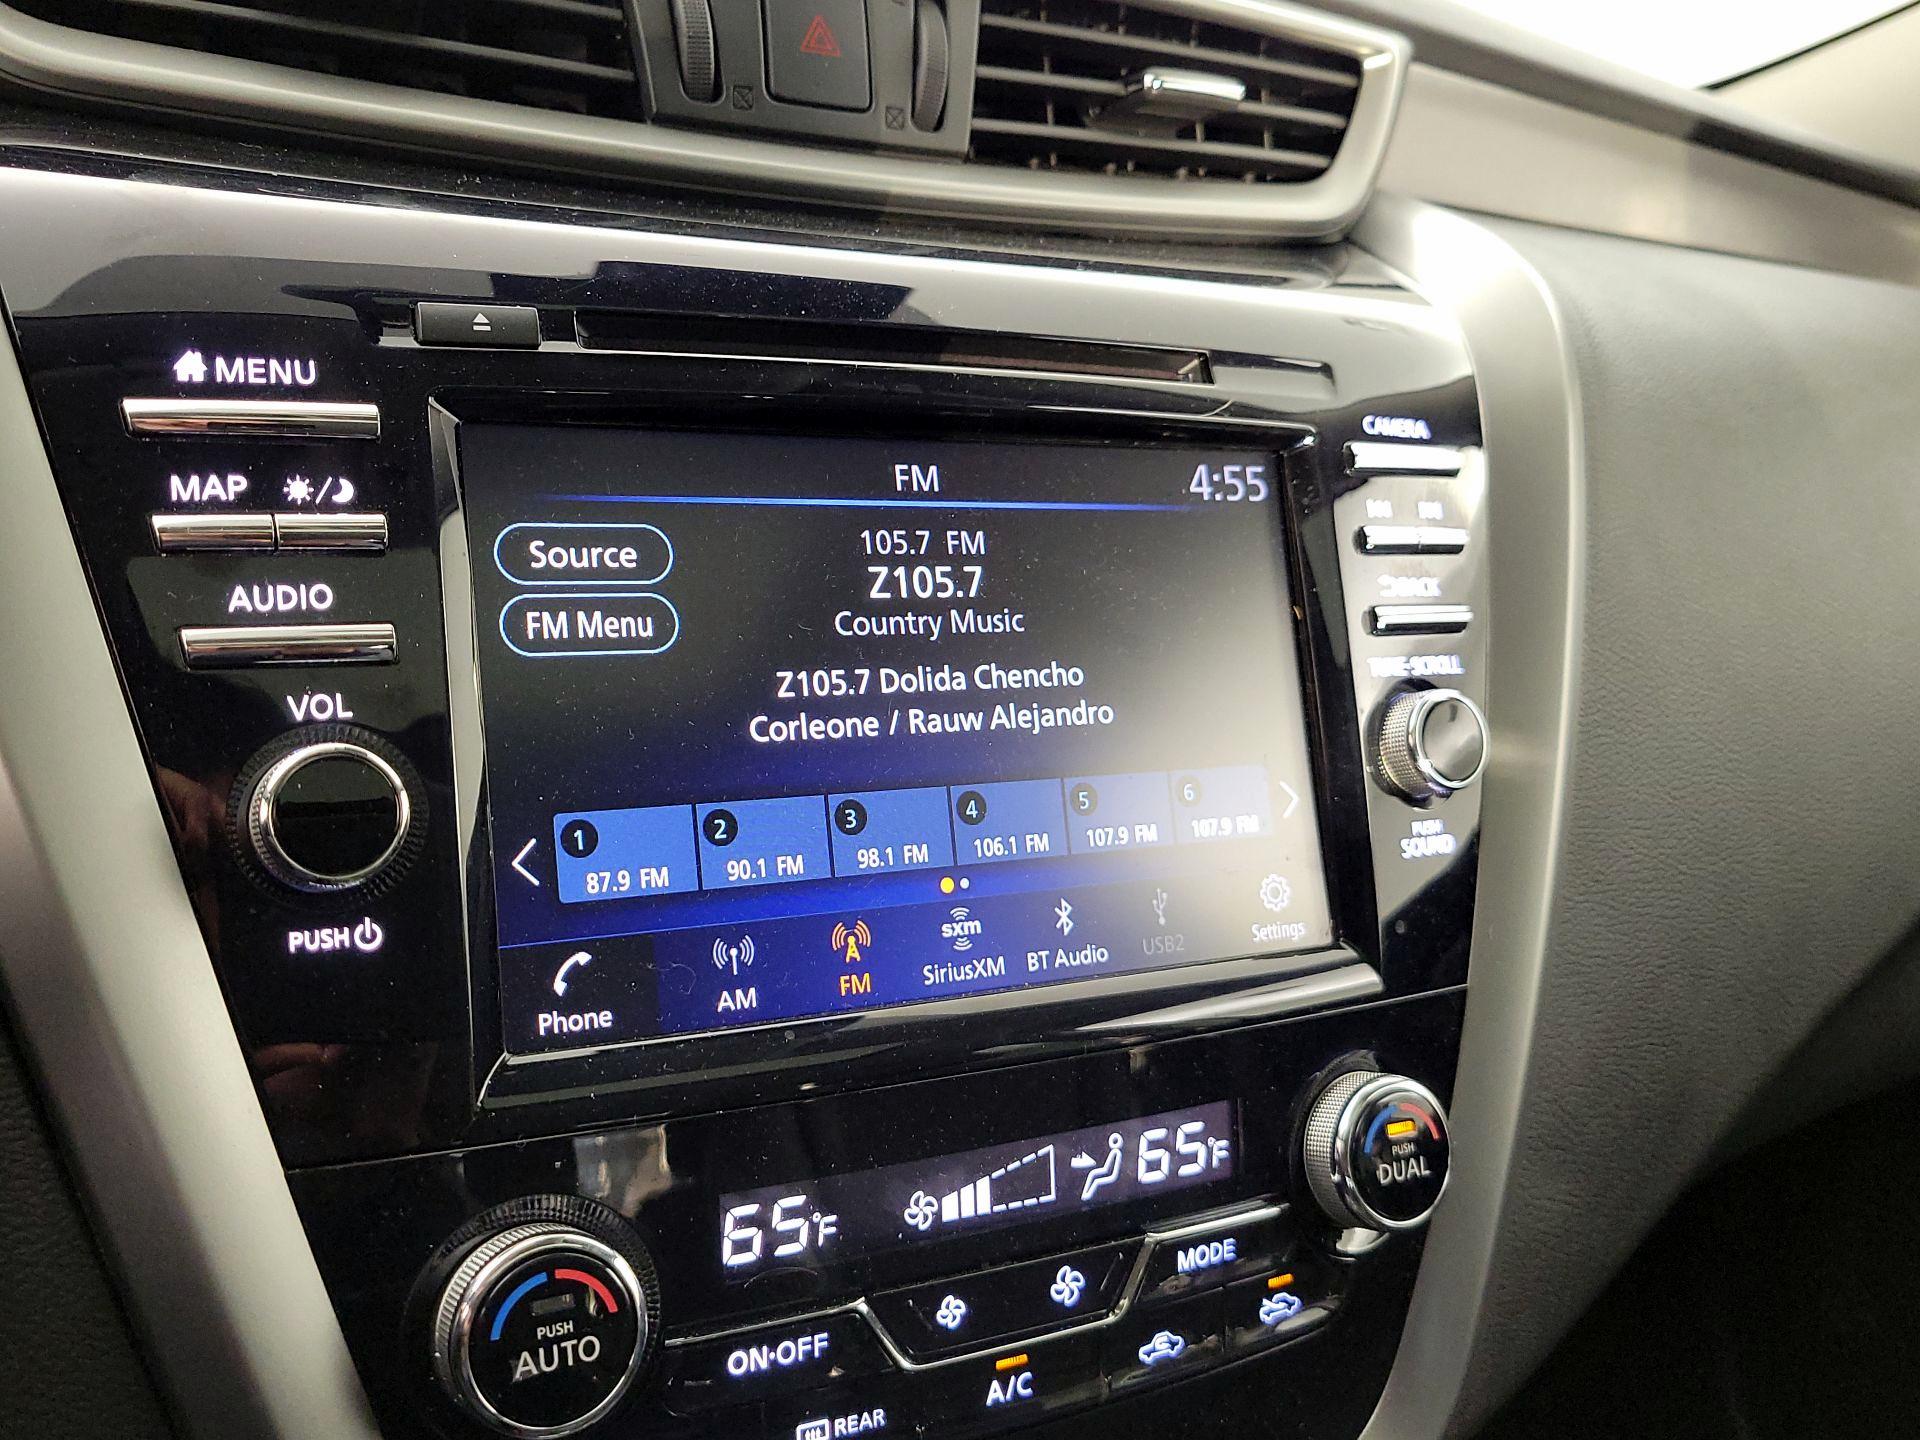 MENU
MAP
AUDIO
VOL
PUSH
CAMERA
BACK
TUNE·SCROLL
PUSH
SOUND
FM
4:55
Source
FM Menu
105.7 FM
Z105.7
Country Music
Z105.7 Dolida Chencho
Corleone / Rauw Alejandro
1
2
3
4
5
6
87.9 FM
90.1 FM
98.1 FM
106.1 FM
107.9 FM
107.9 FM
Phone
AM
FM
sxm
SiriusXM
BT Audio
USB2
Settings
65°F
65°F
PUSH
AUTO
PUSH
DUAL
ON·OFF
MODE
A/C
REAR